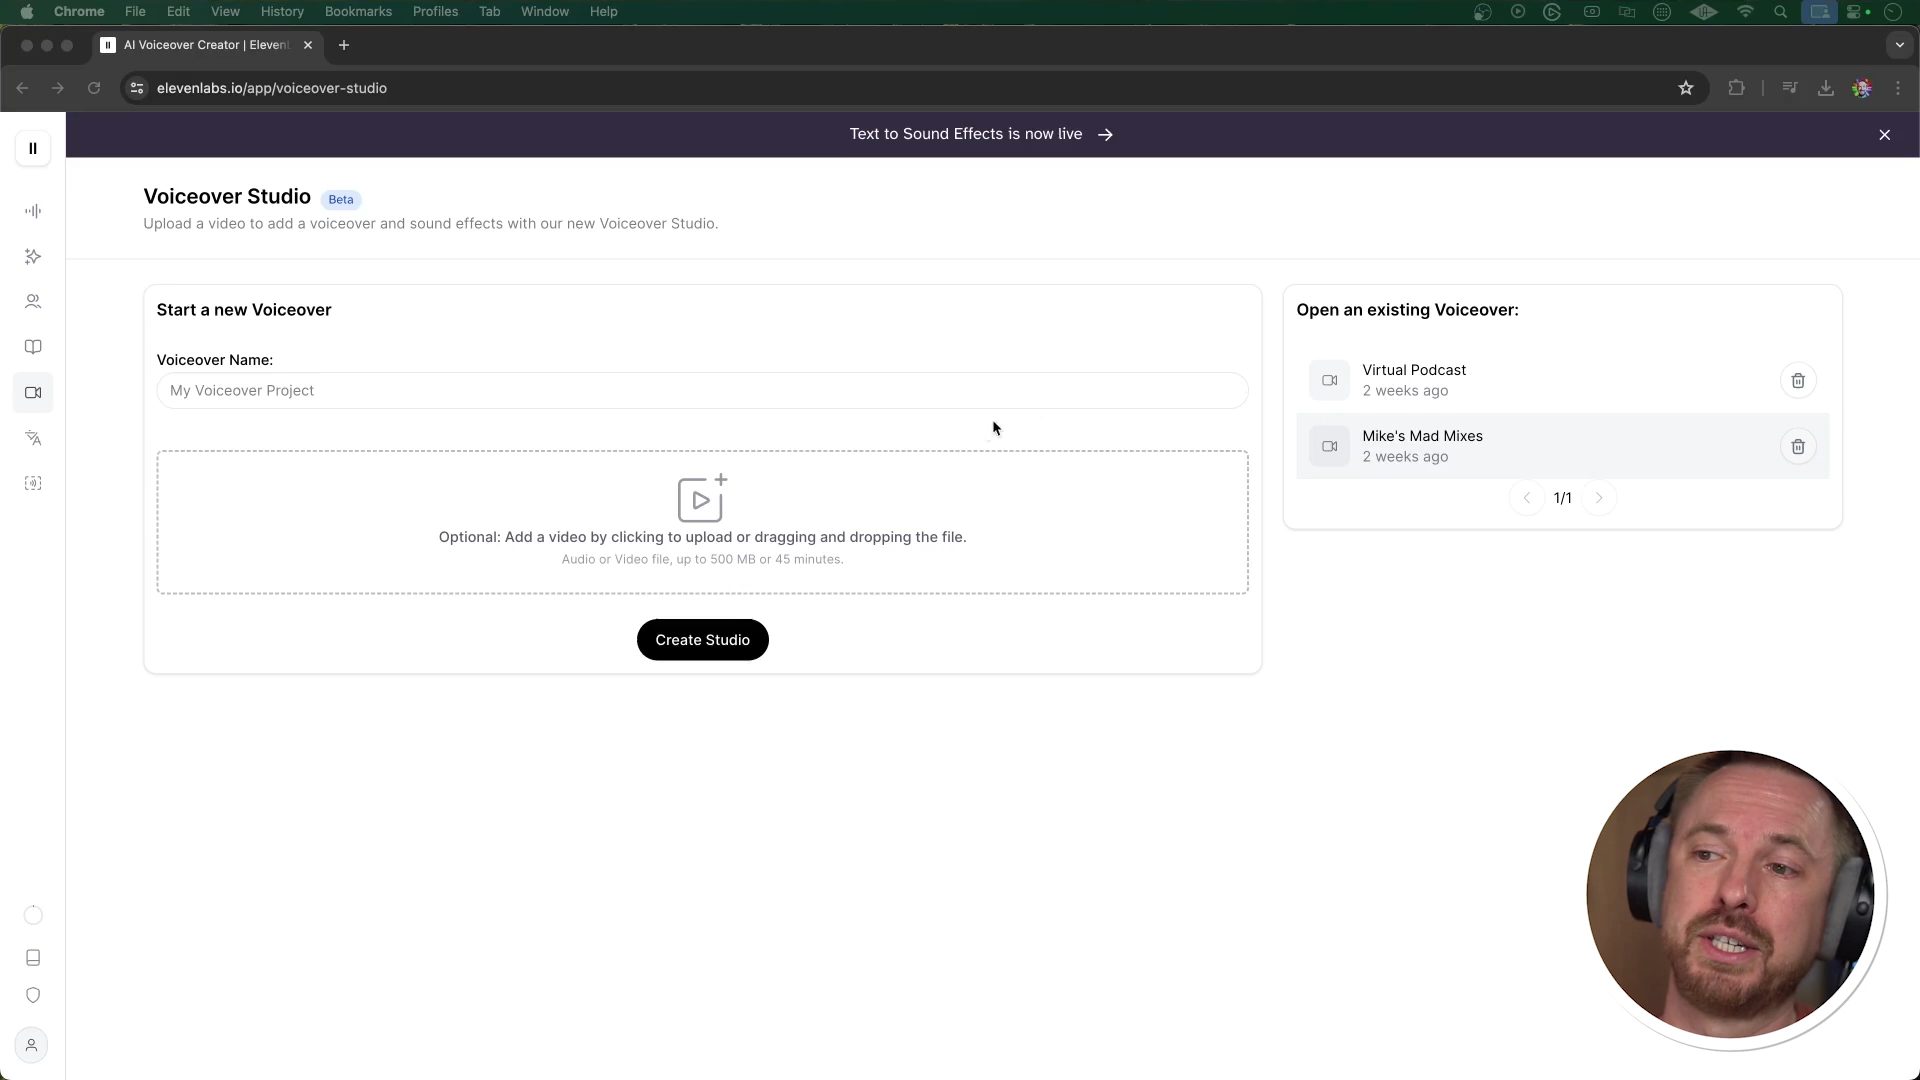 Chrome File Edit View History Bookmarks Profiles Tab Window Help
AI Voiceover Creator | Eleven
elevenlabs.io/app/voiceover-studio
Text to Sound Effects is now live →
Voiceover Studio Beta
Upload a video to add a voiceover and sound effects with our new Voiceover Studio.
Start a new Voiceover
Voiceover Name:
My Voiceover Project
Optional: Add a video by clicking to upload or dragging and dropping the file.
Audio or Video file, up to 500 MB or 45 minutes.
Create Studio
Open an existing Voiceover:
Virtual Podcast
2 weeks ago
Mike's Mad Mixes
2 weeks ago
1/1